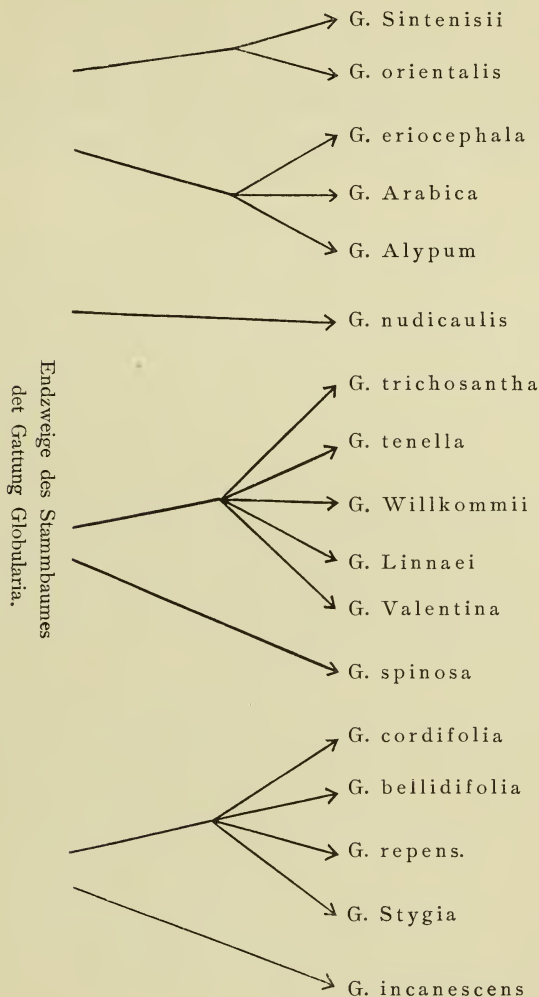 G. Sintenisii
G. orientalis
G. eriocephala
G. Arabica
G. Alypum
G. nudicaulis
G. trichosantha
G. tenella
G. Willkommii
G. Linnaei
G. Valentina
G. spinosa
G. cordifolia
G. bellidifolia
G. repens.
G. Stygia
G. incanescens
Endzweige des Stammbaumes
det Gattung Globularia.